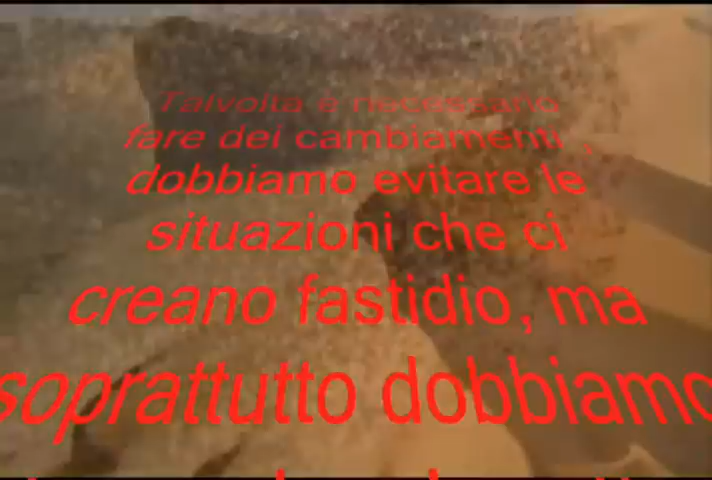 Talvolta è necessario
fare dei cambiamenti ,
dobbiamo evitare le
situazioni che ci
creano fastidio, ma
soprattutto dobbiamo